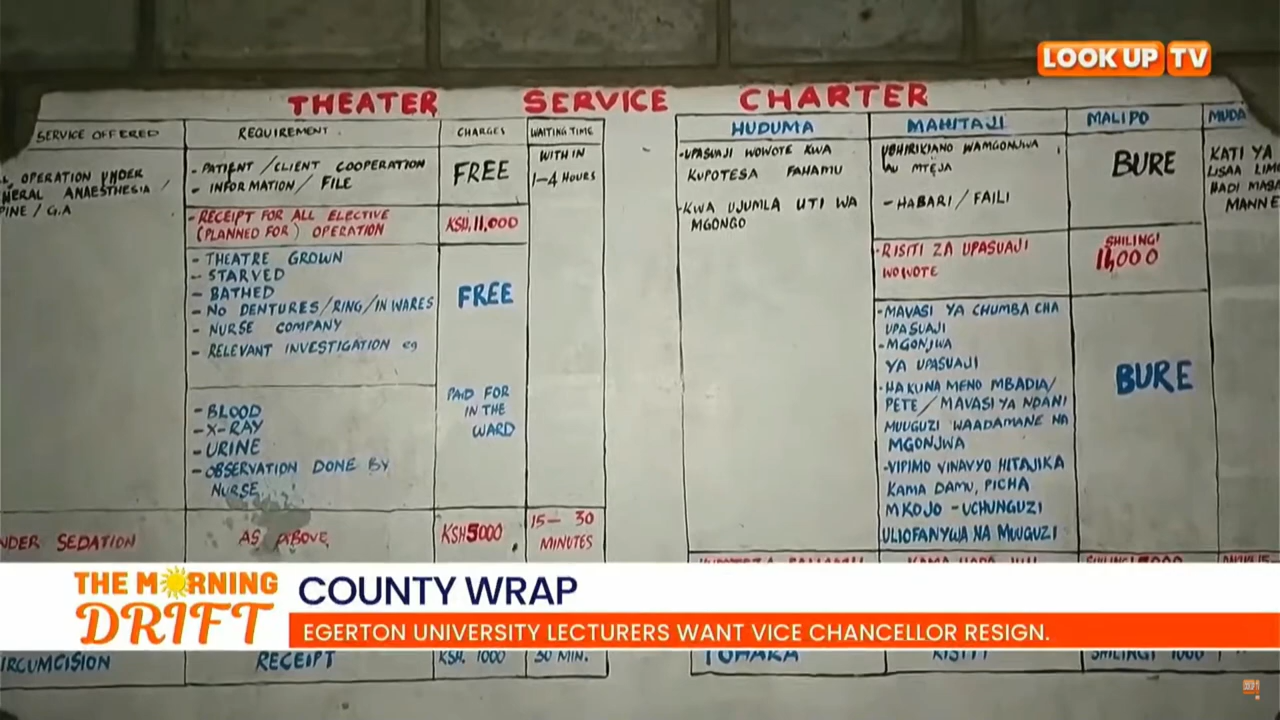 LOOK UP TV
THEATER SERVICE CHARTER
SERVICE OFFERED
REQUIREMENT
CHARGES
WAITING TIME
OPERATION UNDER
ANAESTHESIA /
/ G.A
- PATIENT / CLIENT COOPERATION
- INFORMATION / FILE
FREE
WITH IN
1-4 HOURS
- RECEIPT FOR ALL ELECTIVE
(PLANNED FOR) OPERATION
KSH, 11,000
- THEATRE GROWN
- STARVED
- BATHED
- NO DENTURES/RING/IN WARES
- NURSE COMPANY
- RELEVANT INVESTIGATION eg
FREE
- BLOOD
- X-RAY
- URINE
- OBSERVATION DONE BY
NURSE
PAID FOR
IN THE
WARD
SEDATION
AS ABOVE
KSH 5000
15 - 30
MINUTES
RECEIPT
KSH. 1000
30 MIN.
HUDUMA
MAHITAJI
MALIPO
MUDA
- UPASUAJI WOWOTE KWA
KUPOTESA FAHAMU
- KWA UJUMLA UTI WA
MGONGO
USHIRIKIANO WAMGONJWA
MTEJA
- HABARI / FAILI
BURE
KATI YA
LISAA
HADI
- RISITI ZA UPASUAJI
WOWOTE
SHILINGI
11,000
- MAVASI YA CHUMBA CHA
UPASUAJI
- MGONJWA
YA UPASUAJI
- HAKUNA MENO MBADIA/
PETE / MAVASI YA NDANI
MUUGUZI WAADAMANE NA
MGONJWA
- VIPIMO VINAVYO HITAJIKA
KAMA DAMU, PICHA
MKOJO - UCHUNGUZI
ULIOFANYWA NA MUUGUZI
BURE
TOHARA
RISITI
SHILINGI 1000
THE MORNING
DRIFT
COUNTY WRAP
EGERTON UNIVERSITY LECTURERS WANT VICE CHANCELLOR RESIGN.